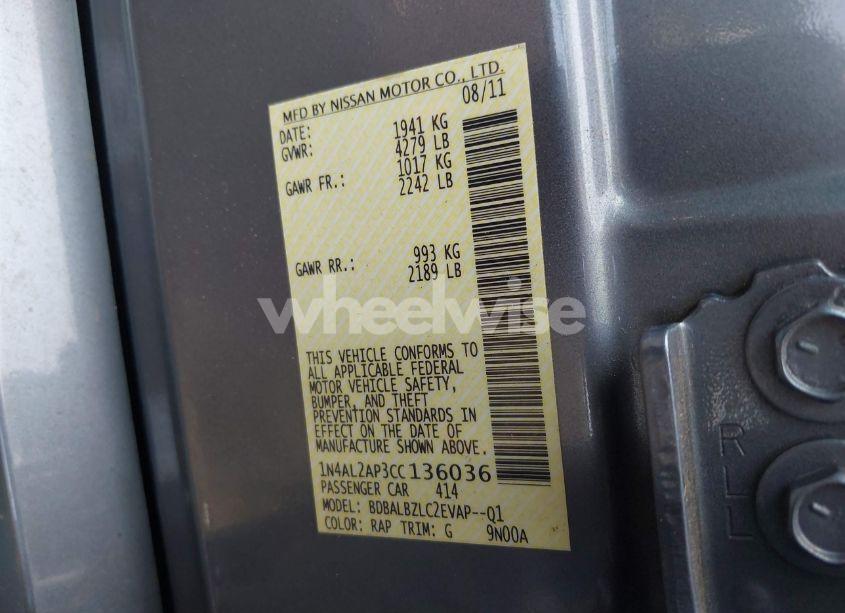 MFD BY NISSAN MOTOR CO., LTD.
DATE: 08/11
GVWR: 1941 KG
4279 LB
GAWR FR.: 1017 KG
2242 LB
GAWR RR.: 993 KG
2189 LB
wheelwise
THIS VEHICLE CONFORMS TO
ALL APPLICABLE FEDERAL
MOTOR VEHICLE SAFETY,
BUMPER, AND THEFT
PREVENTION STANDARDS IN
EFFECT ON THE DATE OF
MANUFACTURE SHOWN ABOVE.
1N4AL2AP3CC136036
PASSENGER CAR 414
MODEL: BDBALBZLC2EVAP--Q1
COLOR: RAP TRIM: G 9N00A
RLL